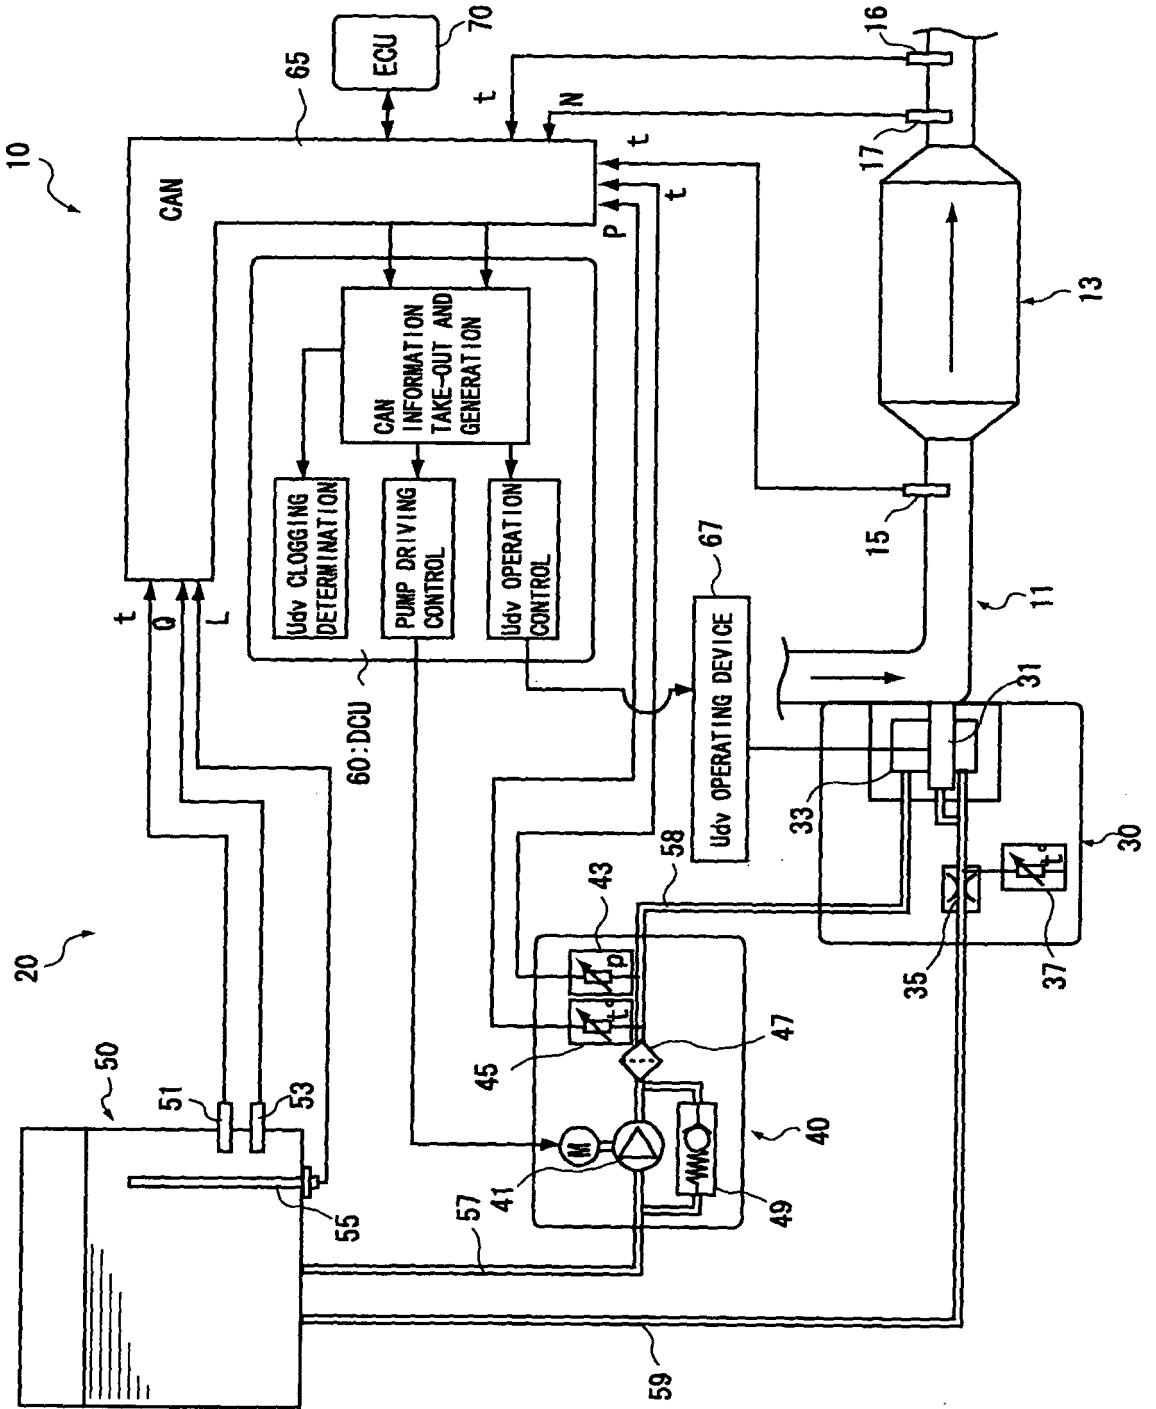 10
20
CAN
65
ECU
70
16
17
t
N
t
t
P
t
Q
L
CAN
INFORMATION
TAKE-OUT AND
GENERATION
Udv CLOGGING
DETERMINATION
PUMP DRIVING
CONTROL
Udv OPERATION
CONTROL
60:DCU
67
Udv OPERATING DEVICE
15
13
11
31
33
30
35
37
t°
58
43
p
45
t°
47
40
M
41
49
50
51
53
55
57
59